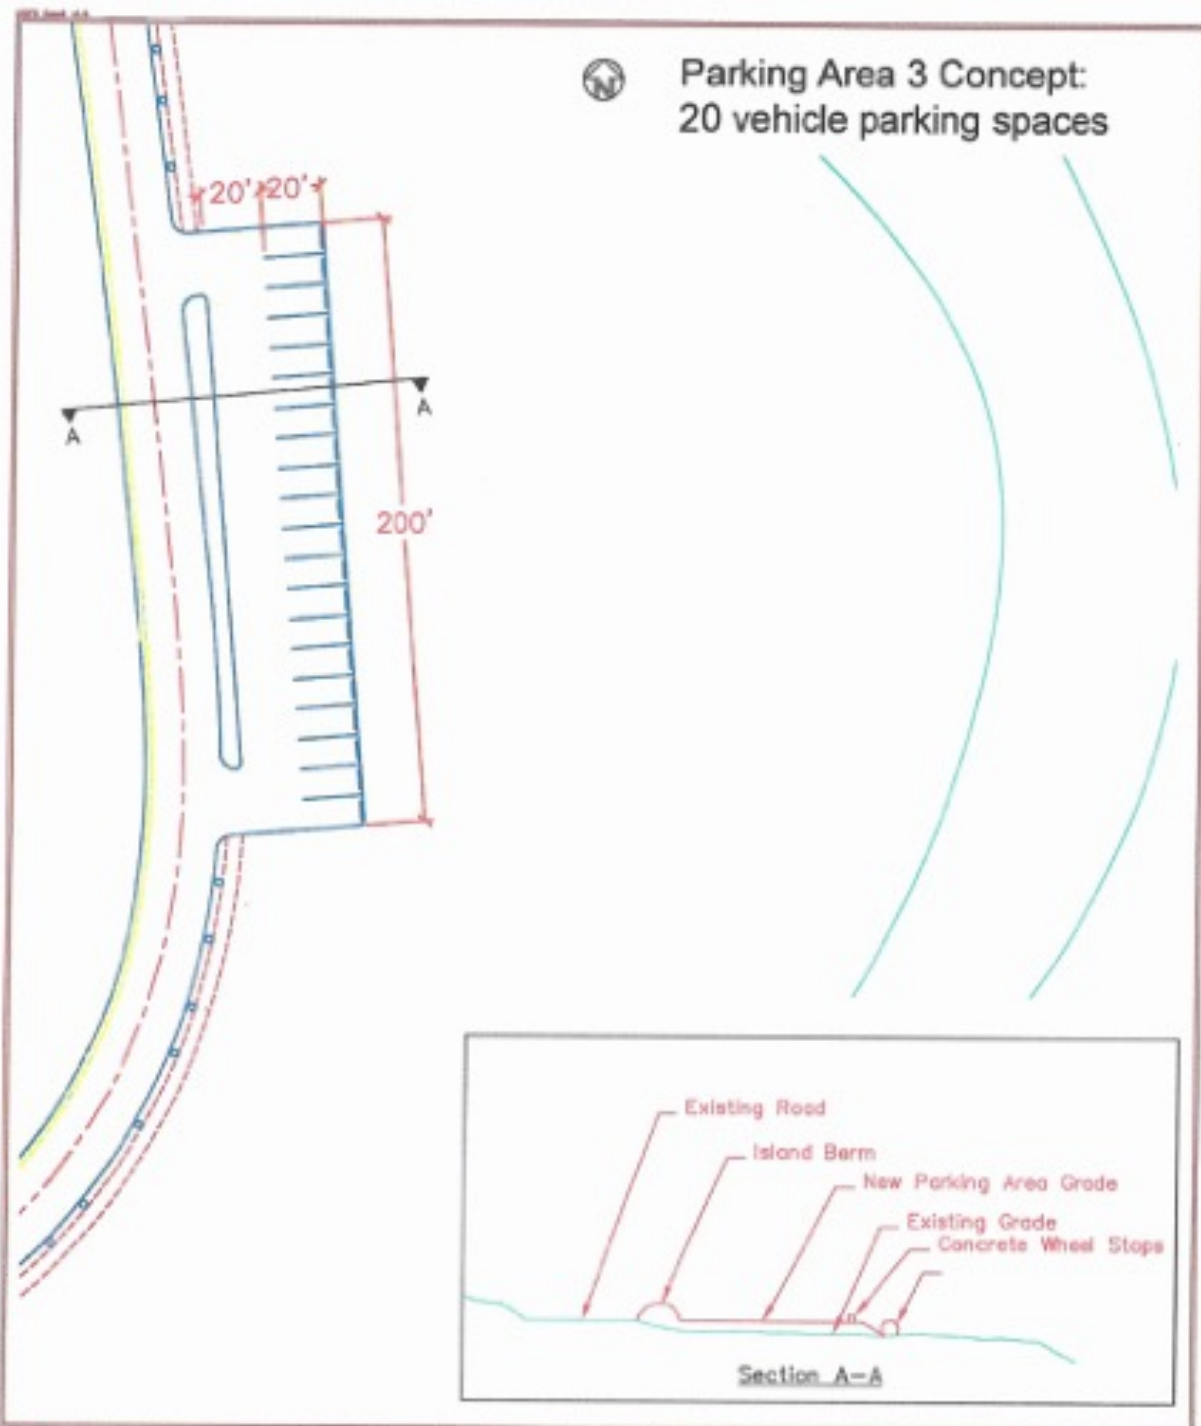 N
Parking Area 3 Concept:
20 vehicle parking spaces
20' 20'
A
A
200'
Existing Road
Island Berm
New Parking Area Grade
Existing Grade
Concrete Wheel Stops
Section A-A